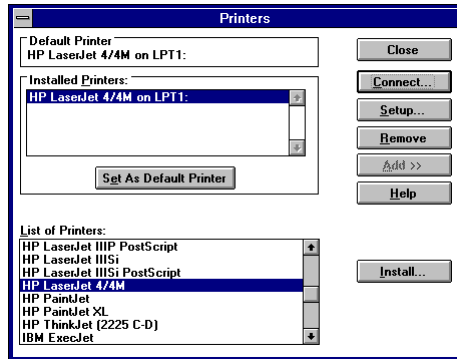 Printers
Default Printer
HP LaserJet 4/4M on LPT1:
Installed Printers:
HP LaserJet 4/4M on LPT1:
Set As Default Printer
Close
Connect...
Setup...
Remove
Add >>
Help
List of Printers:
HP LaserJet IIIP PostScript
HP LaserJet IIISi
HP LaserJet IIISi PostScript
HP LaserJet 4/4M
HP PaintJet
HP PaintJet XL
HP ThinkJet (2225 C-D)
IBM ExecJet
Install...